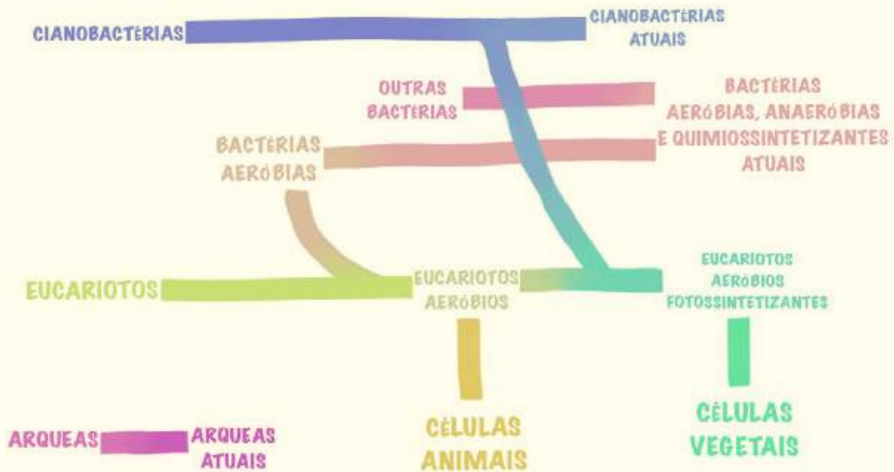 CIANOBACTÉRIAS
CIANOBACTÉRIAS
ATUAIS
OUTRAS
BACTÉRIAS
BACTÉRIAS
AERÓBIAS, ANAERÓBIAS
E QUIMIOSSINTETIZANTES
ATUAIS
BACTÉRIAS
AERÓBIAS
EUCARIOTOS
EUCARIOTOS
AERÓBIOS
EUCARIOTOS
AERÓBIOS
FOTOSSINTETIZANTES
CÉLULAS
ANIMAIS
CÉLULAS
VEGETAIS
ARQUEAS
ARQUEAS
ATUAIS